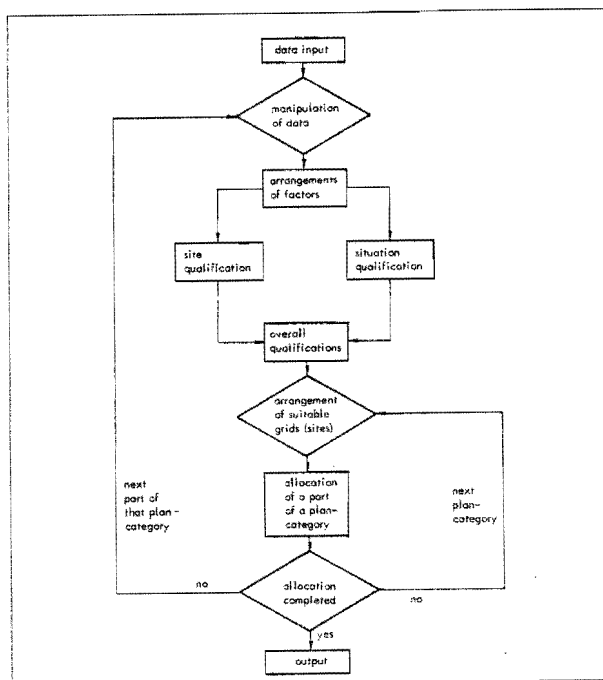 data input
manipulation
of data
arrangements
of factors
site
qualification
situation
qualification
overall
qualifications
arrangement
of suitable
grids (sites)
next
part of
that plan-
category
allocation
of a part
of a plan-
category
next
plan-
category
no
allocation
completed
no
yes
output